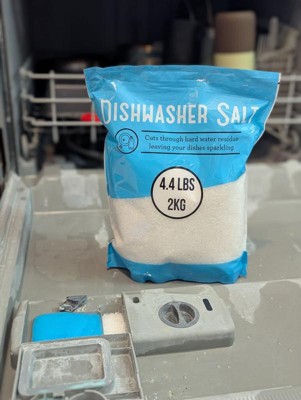 DISHWASHER SALT
Cuts through hard water residue
leaving your dishes sparkling
4.4 LBS
2KG